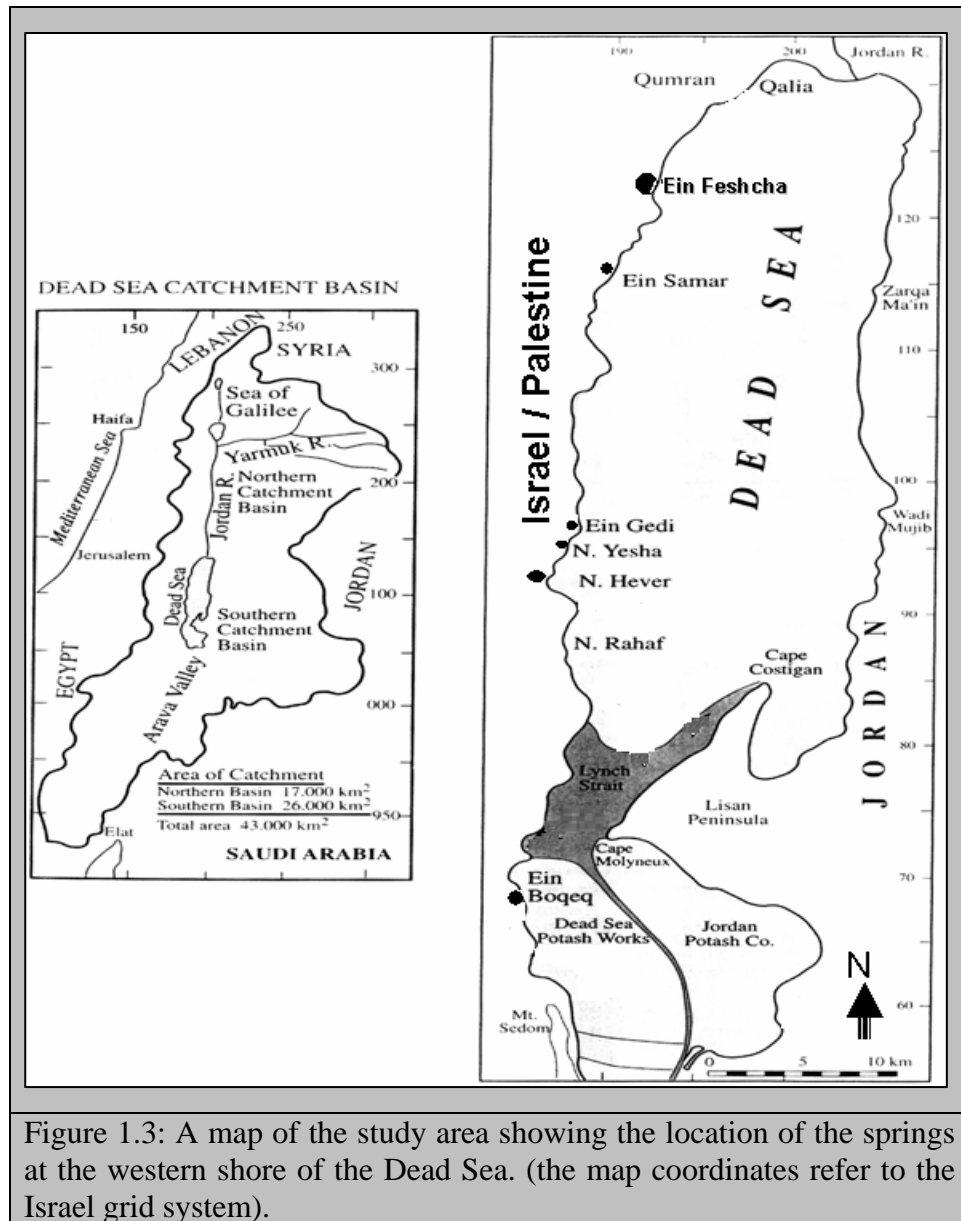 DEAD SEA CATCHMENT BASIN
150
250
LEBANON
SYRIA
300
Sea of
Galilee
Haifa
Yarmuk R.
Mediterranean Sea
Northern
Catchment
Basin
200
Jordan R.
Jerusalem
Dead Sea
JORDAN
100
Southern
Catchment
Basin
EGYPT
Arava Valley
000
Area of Catchment
Northern Basin 17.000 km²
Southern Basin 26.000 km²
950
Total area 43.000 km²
Elat
SAUDI ARABIA
190
200
Jordan R.
Qumran
Qalia
Ein Feshcha
120
Israel / Palestine
Ein Samar
DEAD SEA
Zarqa
Ma'in
110
100
Ein Gedi
Wadi
Mujib
N. Yesha
N. Hever
90
N. Rahaf
Cape
Costigan
JORDAN
80
Lynch
Strait
Lisan
Peninsula
Cape
Molyneux
70
Ein
Boqeq
Dead Sea
Potash Works
Jordan
Potash Co.
N
60
Mt.
Sedom
0 5 10 km
Figure 1.3: A map of the study area showing the location of the springs
at the western shore of the Dead Sea. (the map coordinates refer to the
Israel grid system).